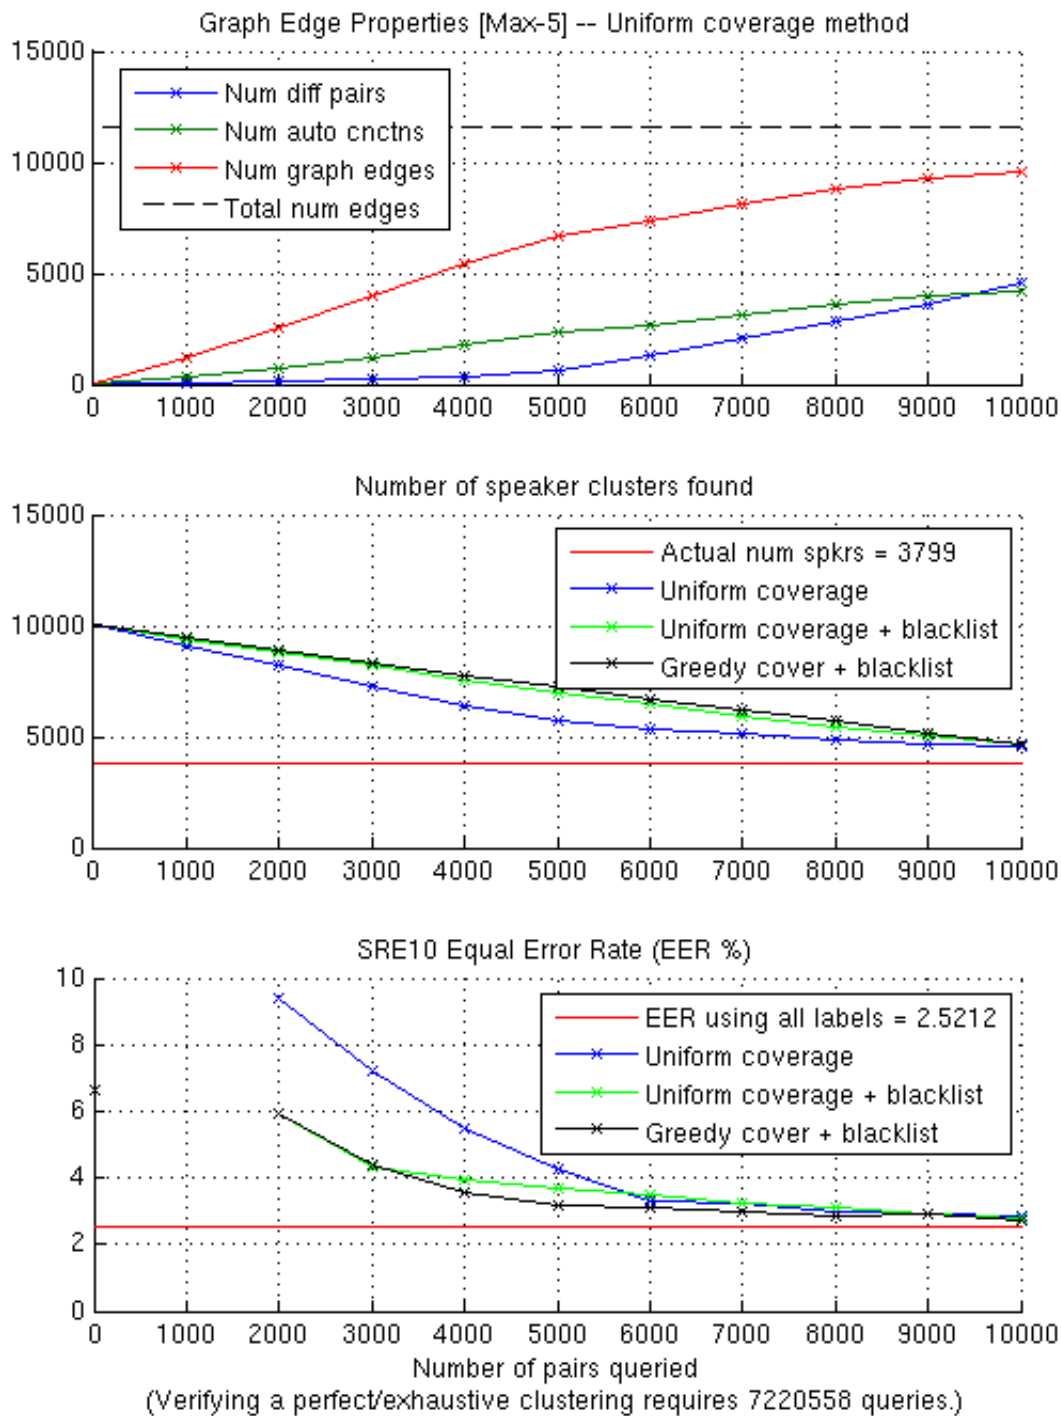 Graph Edge Properties [Max-5] -- Uniform coverage method
15000
10000
5000
0
Num diff pairs
Num auto cnctns
Num graph edges
Total num edges
0 1000 2000 3000 4000 5000 6000 7000 8000 9000 10000
Number of speaker clusters found
15000
10000
5000
0
Actual num spkrs = 3799
Uniform coverage
Uniform coverage + blacklist
Greedy cover + blacklist
0 1000 2000 3000 4000 5000 6000 7000 8000 9000 10000
SRE10 Equal Error Rate (EER %)
10
8
6
4
2
0
EER using all labels = 2.5212
Uniform coverage
Uniform coverage + blacklist
Greedy cover + blacklist
0 1000 2000 3000 4000 5000 6000 7000 8000 9000 10000
Number of pairs queried
(Verifying a perfect/exhaustive clustering requires 7220558 queries.)